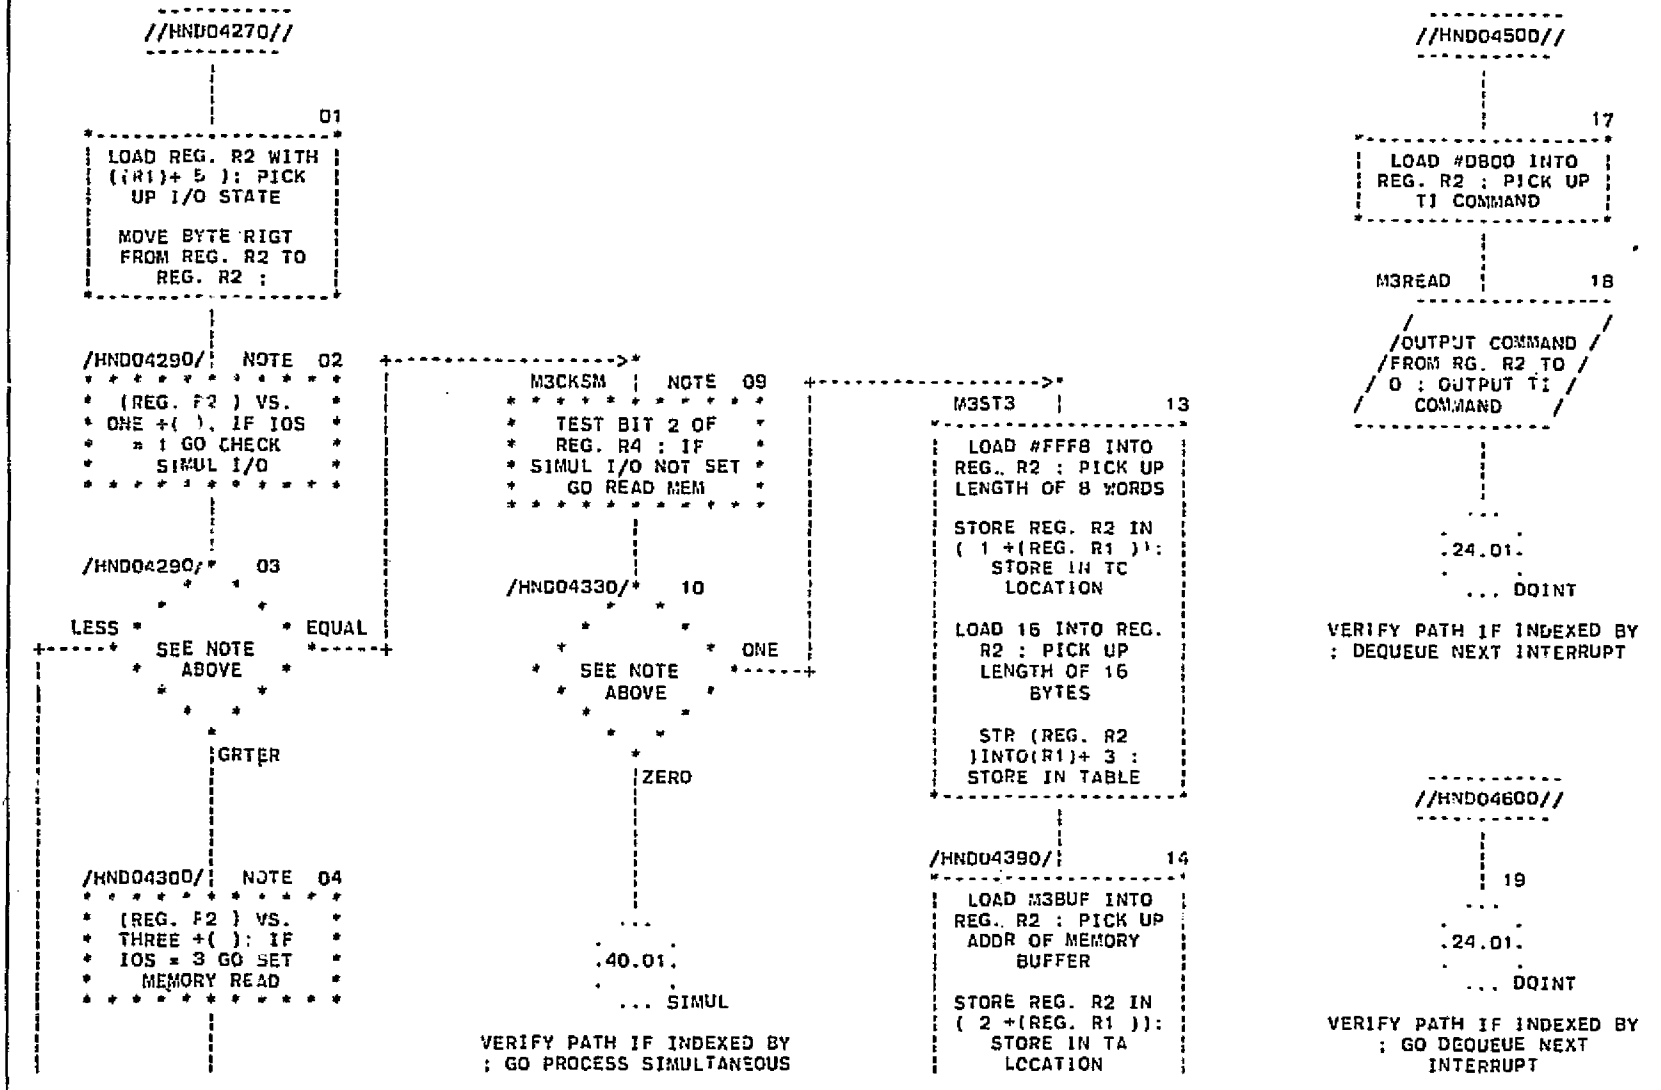 //HND04270//
01
LOAD REG. R2 WITH
((R1)+ 5 ): PICK
UP I/O STATE
MOVE BYTE RIGT
FROM REG. R2 TO
REG. R2 ;
/HND04290/ NOTE 02
(REG. R2 ) VS.
ONE +( ), IF IOS
= 1 GO CHECK
SIMUL I/O
/HND04290/ 03
LESS
EQUAL
SEE NOTE
ABOVE
GRTER
/HND04300/ NOTE 04
(REG. R2 ) VS.
THREE +( ): IF
IOS = 3 GO SET
MEMORY READ
M3CKSM NOTE 09
TEST BIT 2 OF
REG. R4 : IF
SIMUL I/O NOT SET
GO READ MEM
/HND04330/ 10
ONE
SEE NOTE
ABOVE
ZERO
.40.01.
... SIMUL
VERIFY PATH IF INDEXED BY
; GO PROCESS SIMULTANEOUS
M3ST3 13
LOAD #FFF8 INTO
REG. R2 : PICK UP
LENGTH OF 8 WORDS
STORE REG. R2 IN
( 1 +(REG. R1 )):
STORE IN TC
LOCATION
LOAD 16 INTO REG.
R2 : PICK UP
LENGTH OF 16
BYTES
STR (REG. R2
)INTO(R1)+ 3 :
STORE IN TABLE
/HND04390/ 14
LOAD M3BUF INTO
REG. R2 : PICK UP
ADDR OF MEMORY
BUFFER
STORE REG. R2 IN
( 2 +(REG. R1 )):
STORE IN TA
LOCATION
//HND04500//
17
LOAD #D800 INTO
REG. R2 ; PICK UP
TI COMMAND
M3READ 18
/OUTPUT COMMAND /
/FROM RG. R2 TO /
/ 0 ; OUTPUT TI /
/ COMMAND /
.24.01.
... DQINT
VERIFY PATH IF INDEXED BY
; DEQUEUE NEXT INTERRUPT
//HND04600//
19
.24.01.
... DQINT
VERIFY PATH IF INDEXED BY
; GO DEQUEUE NEXT
INTERRUPT